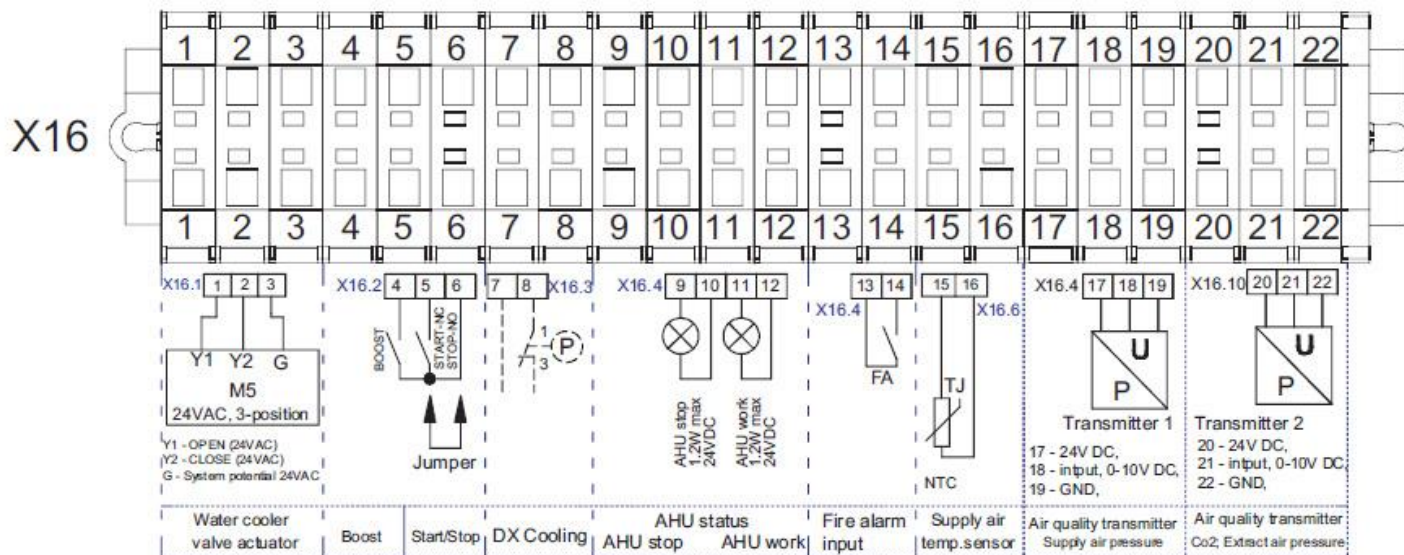 1 2 3 4 5 6 7 8 9 10 11 12 13 14 15 16 17 18 19 20 21 22
X16
1 2 3 4 5 6 7 8 9 10 11 12 13 14 15 16 17 18 19 20 21 22
X16.1 1 2 3
X16.2 4 5 6
7 8 X16.3
X16.4 9 10 11 12
13 14
X16.4
15 16
X16.6
X16.4 17 18 19
X16.10 20 21 22
Y1 Y2 G
M5
24VAC, 3-position
Y1 - OPEN (24VAC)
Y2 - CLOSE (24VAC)
G - System potential 24VAC
BOOST
START-NC
STOP-NO
Jumper
1
P
3
AHU stop
1.2W max
24VDC
AHU work
1.2W max
24VDC
FA
TJ
NTC
U
P
Transmitter 1
17 - 24V DC,
18 - intput, 0-10V DC,
19 - GND,
U
P
Transmitter 2
20 - 24V DC,
21 - intput, 0-10V DC,
22 - GND,
Water cooler
valve actuator
Boost
Start/Stop
DX Cooling
AHU status
AHU stop AHU work
Fire alarm
input
Supply air
temp.sensor
Air quality transmitter
Supply air pressure
Air quality transmitter
Co2; Extract air pressure